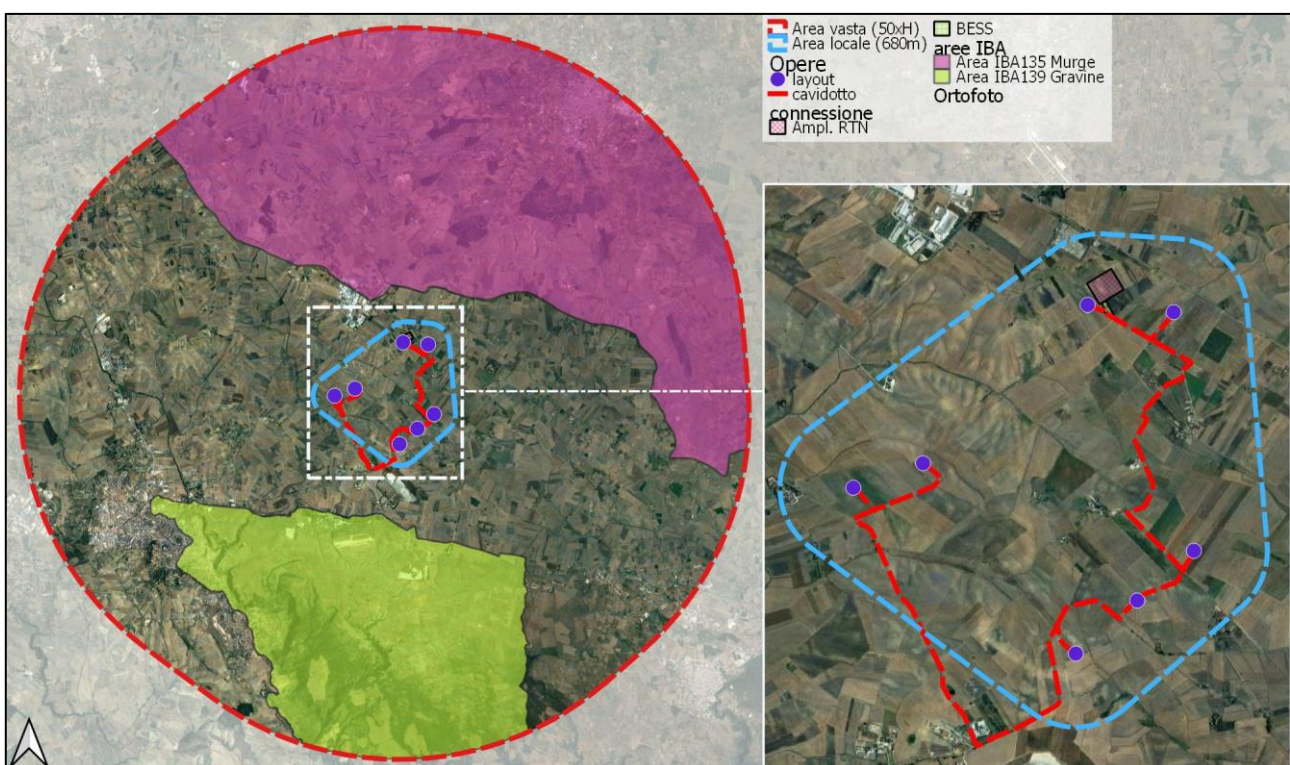 Area vasta (50xH)
Area locale (680m)
Opere
layout
cavidotto
connessione
Ampl. RTN
BESS
aree IBA
Area IBA135 Murge
Area IBA139 Gravine
Ortofoto